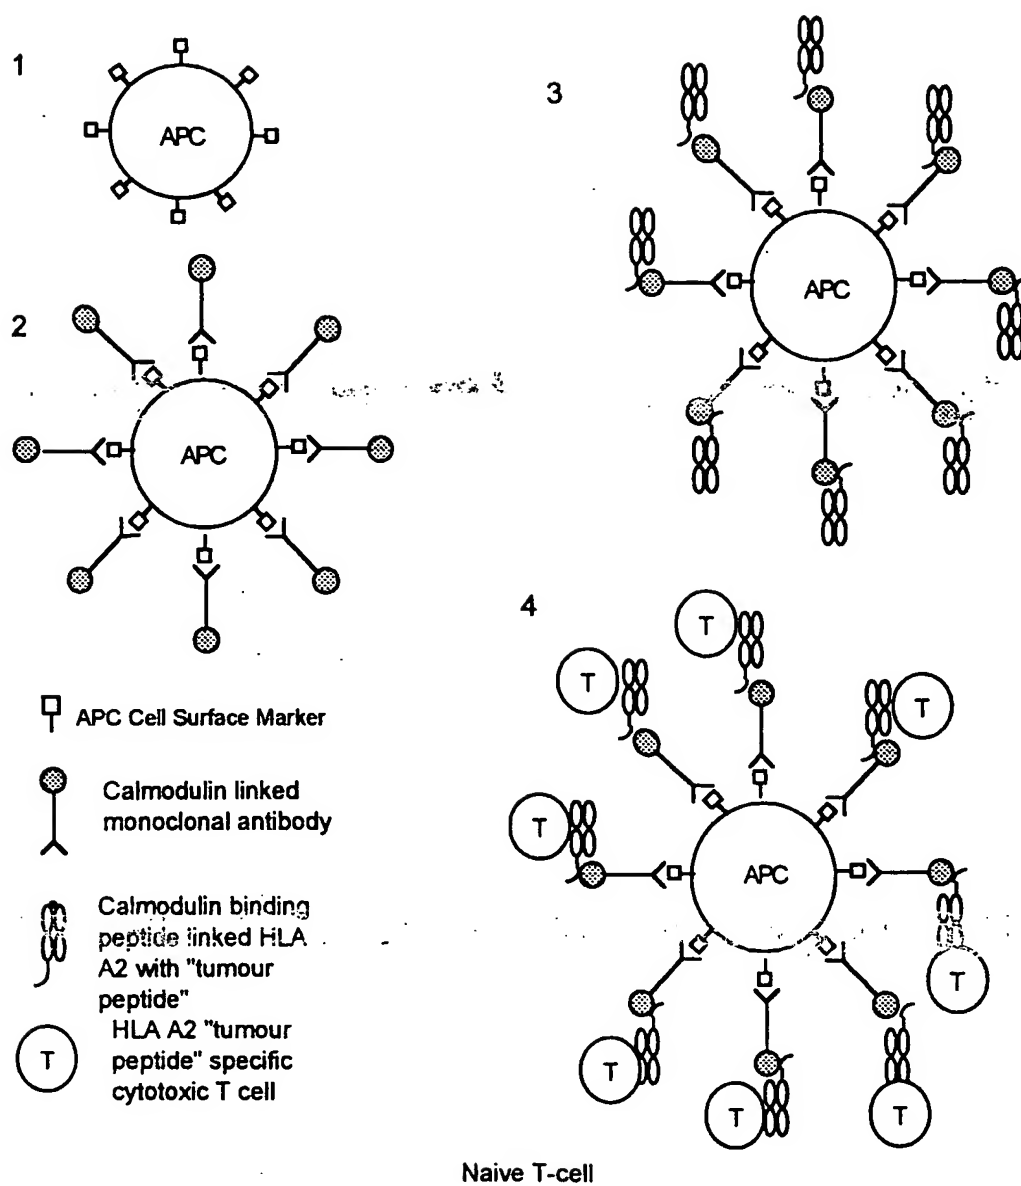 1
APC
2
APC
3
APC
4
T
T
T
T
T
T
T
T
APC
APC Cell Surface Marker
Calmodulin linked
monoclonal antibody
Calmodulin binding
peptide linked HLA
A2 with "tumour
peptide"
T
HLA A2 "tumour
peptide" specific
cytotoxic T cell
Naive T-cell